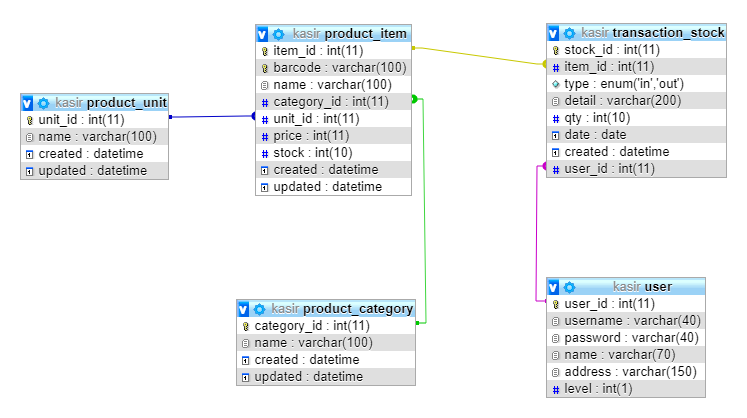 kasir product_item
item_id : int(11)
barcode : varchar(100)
name : varchar(100)
category_id : int(11)
unit_id : int(11)
price : int(11)
stock : int(10)
created : datetime
updated : datetime
kasir transaction_stock
stock_id : int(11)
item_id : int(11)
type : enum('in','out')
detail : varchar(200)
qty : int(10)
date : date
created : datetime
user_id : int(11)
kasir product_unit
unit_id : int(11)
name : varchar(100)
created : datetime
updated : datetime
kasir product_category
category_id : int(11)
name : varchar(100)
created : datetime
updated : datetime
kasir user
user_id : int(11)
username : varchar(40)
password : varchar(40)
name : varchar(70)
address : varchar(150)
level : int(1)